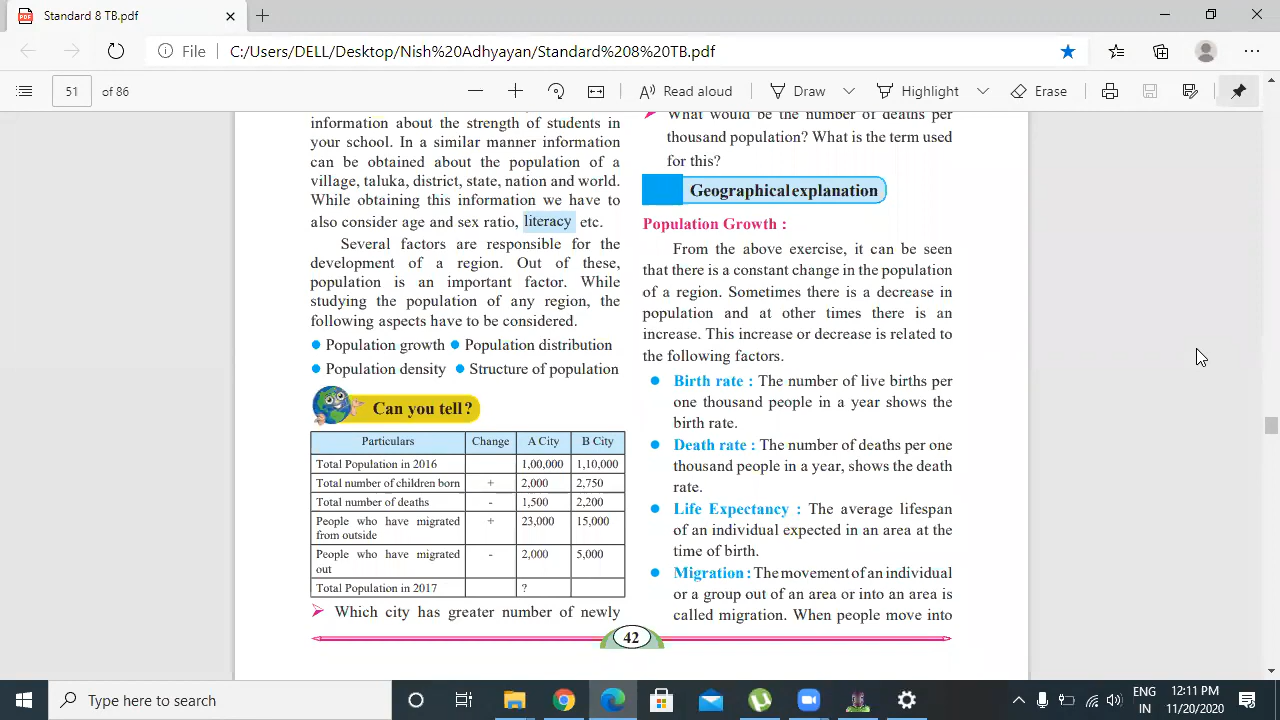 Standard 8 TB.pdf
File C:/Users/DELL/Desktop/Nish%20Adhyayan/Standard%208%20TB.pdf
51 of 86 Read aloud Draw Highlight Erase
information about the strength of students in
your school. In a similar manner information
can be obtained about the population of a
village, taluka, district, state, nation and world.
While obtaining this information we have to
also consider age and sex ratio, literacy etc.
Several factors are responsible for the
development of a region. Out of these,
population is an important factor. While
studying the population of any region, the
following aspects have to be considered.
Population growth Population distribution
Population density Structure of population
Can you tell?
Particulars Change A City B City
Total Population in 2016 1,00,000 1,10,000
Total number of children born + 2,000 2,750
Total number of deaths - 1,500 2,200
People who have migrated from outside + 23,000 15,000
People who have migrated out - 2,000 5,000
Total Population in 2017 ?
Which city has greater number of newly
What would be the number of deaths per
thousand population? What is the term used
for this?
Geographical explanation
Population Growth :
From the above exercise, it can be seen
that there is a constant change in the population
of a region. Sometimes there is a decrease in
population and at other times there is an
increase. This increase or decrease is related to
the following factors.
Birth rate : The number of live births per
one thousand people in a year shows the
birth rate.
Death rate : The number of deaths per one
thousand people in a year, shows the death
rate.
Life Expectancy : The average lifespan
of an individual expected in an area at the
time of birth.
Migration : The movement of an individual
or a group out of an area or into an area is
called migration. When people move into
42
Type here to search
ENG 12:11 PM
IN 11/20/2020